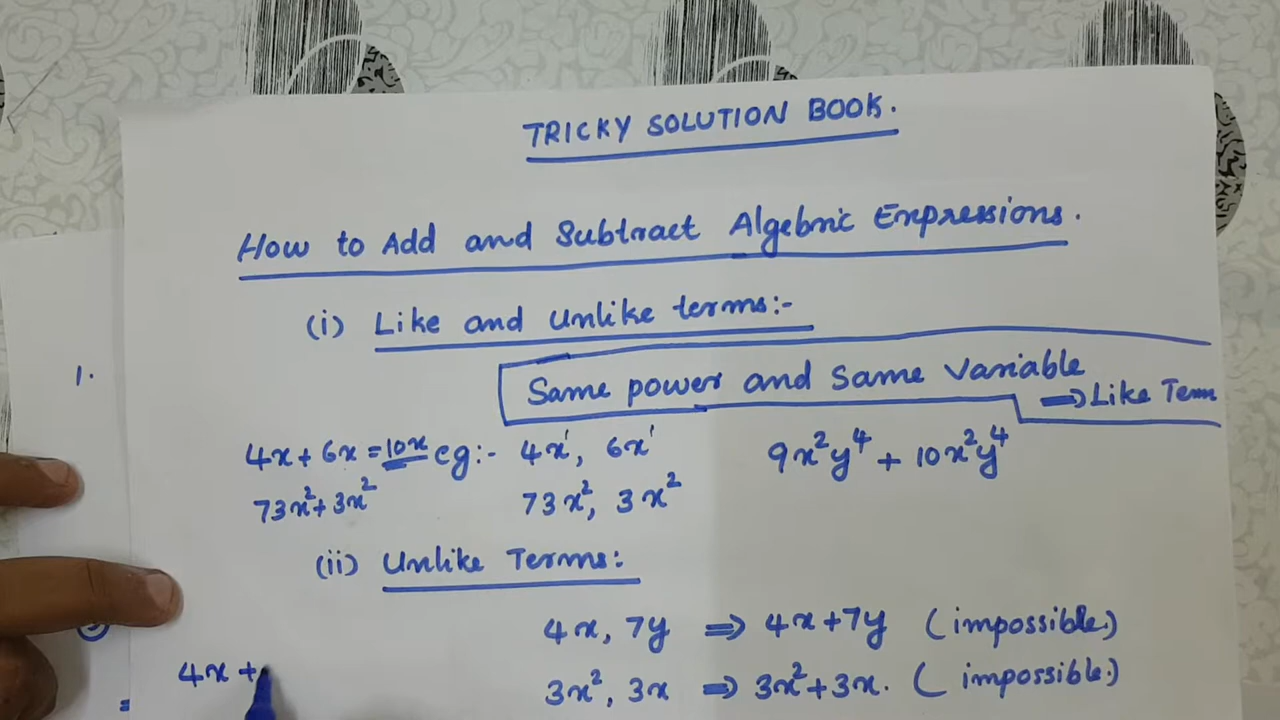 TRICKY SOLUTION BOOK.
How to Add and Subtract Algebric Expressions.
(i) Like and Unlike terms:-
1.
Same power and Same Variable
⇒ Like Term
4x + 6x = 10x eg:- 4x¹, 6x¹ 9x²y⁴ + 10x²y⁴
73x² + 3x² 73x², 3x²
(ii) Unlike Terms:
4x, 7y ⇒ 4x+7y (impossible.)
4x +
3x², 3x ⇒ 3x²+3x. ( impossible.)
=